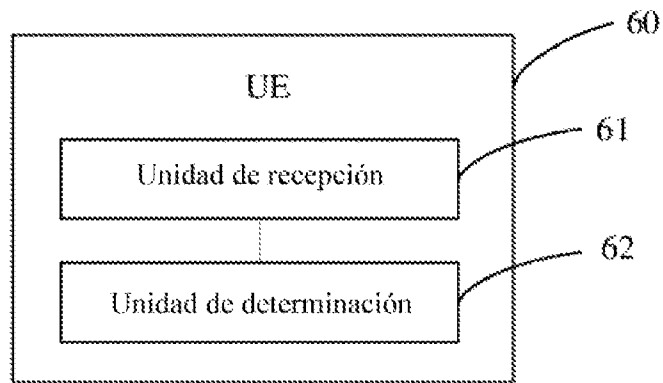 60
UE
61
Unidad de recepción
62
Unidad de determinación